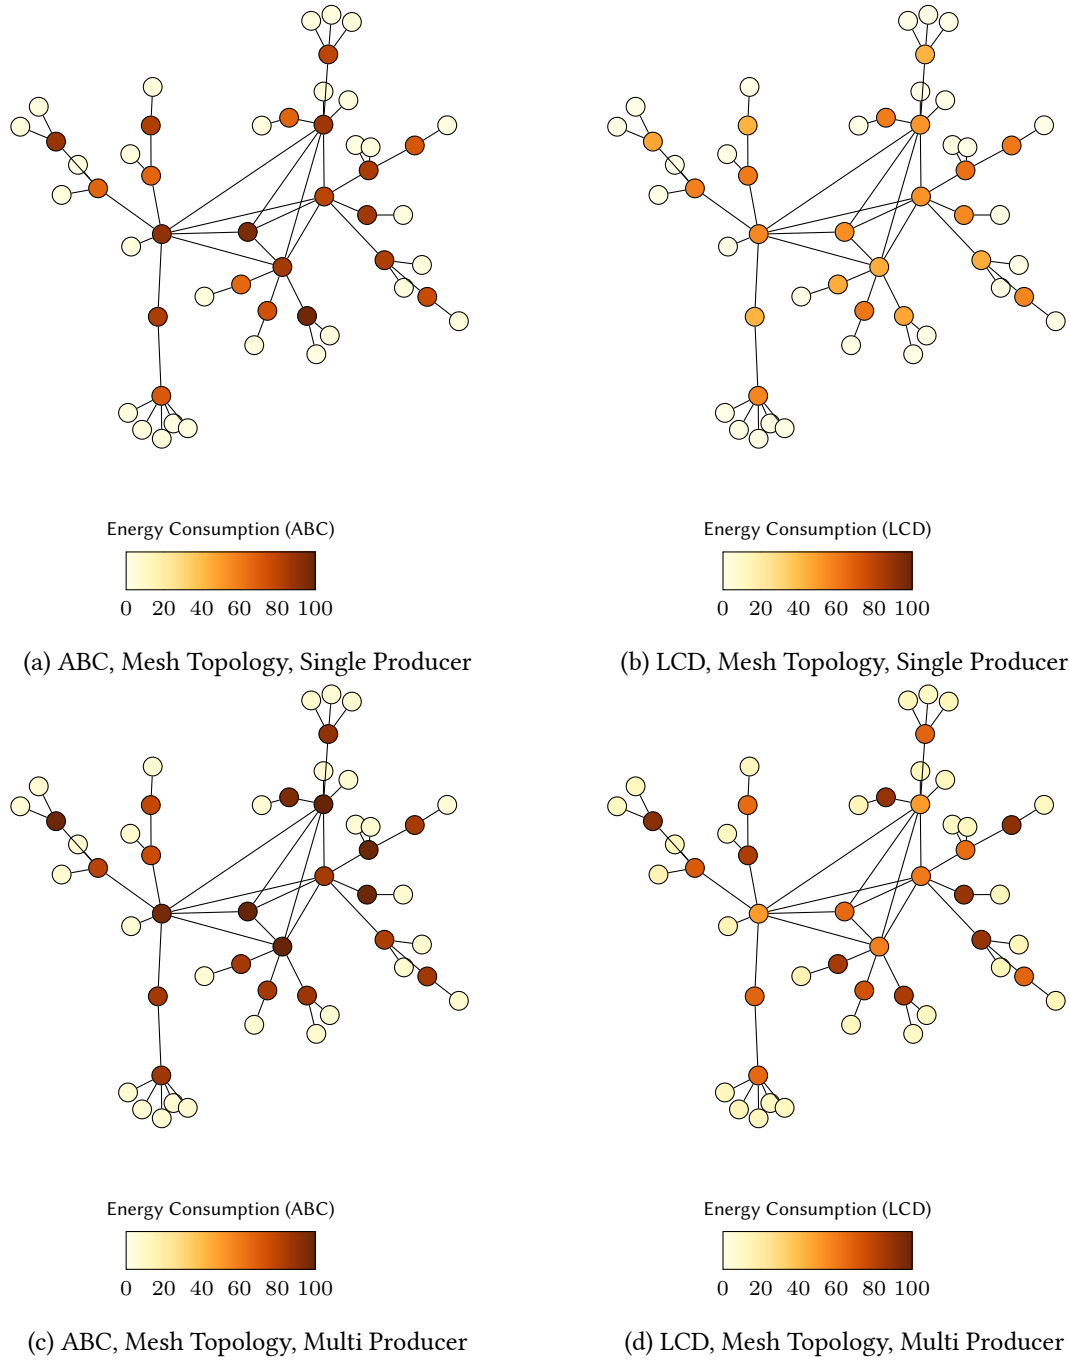 Energy Consumption (ABC)
0 20 40 60 80 100
Energy Consumption (LCD)
0 20 40 60 80 100
(a) ABC, Mesh Topology, Single Producer
(b) LCD, Mesh Topology, Single Producer
Energy Consumption (ABC)
0 20 40 60 80 100
Energy Consumption (LCD)
0 20 40 60 80 100
(c) ABC, Mesh Topology, Multi Producer
(d) LCD, Mesh Topology, Multi Producer